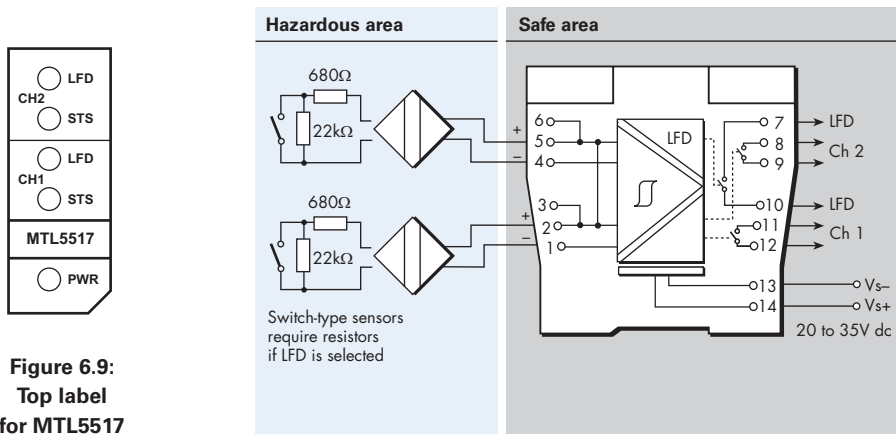 LFD
CH2
STS
LFD
CH1
STS
MTL5517
PWR
Figure 6.9:
Top label
for MTL5517
Hazardous area
Safe area
680Ω
22kΩ
680Ω
22kΩ
Switch-type sensors
require resistors
if LFD is selected
+
–
+
–
6
5
4
3
2
1
LFD
7
8
9
10
11
12
13
14
LFD
Ch 2
LFD
Ch 1
Vs–
Vs+
20 to 35V dc